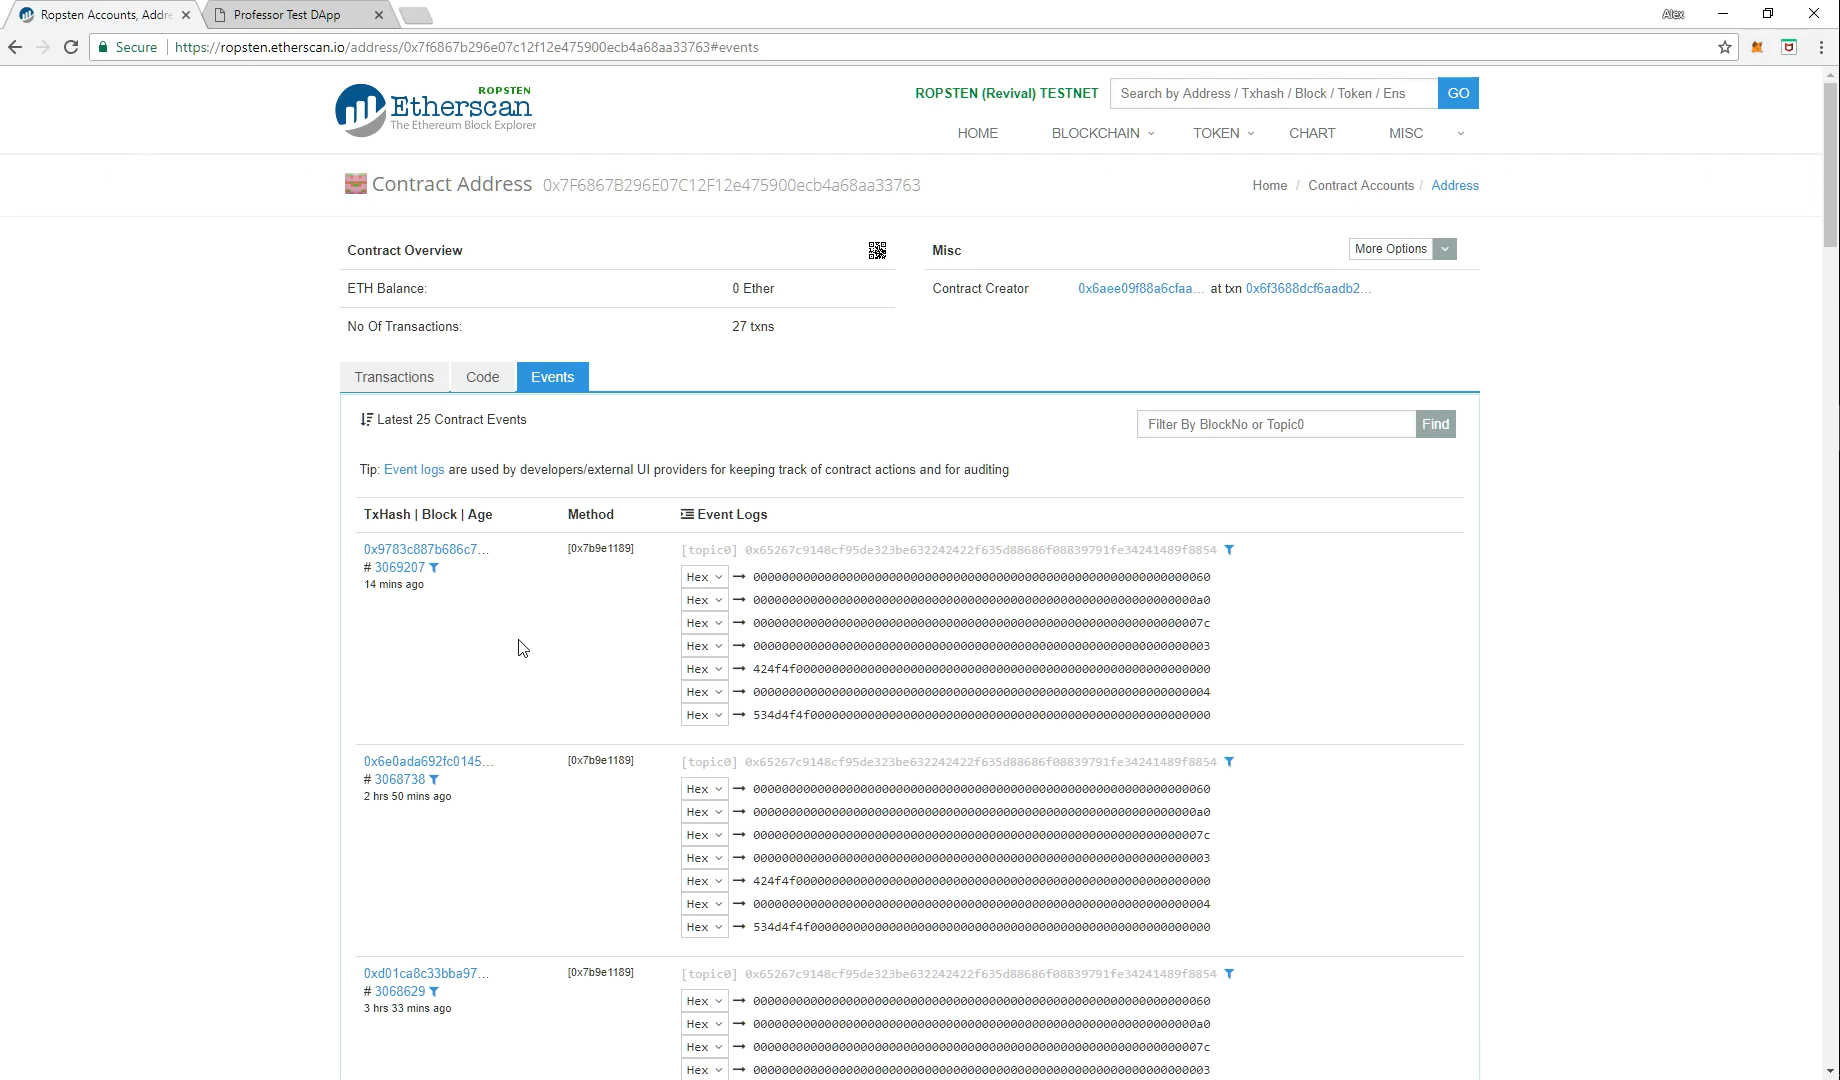 Ropsten Accounts, Addre
Professor Test DApp
Alex
Secure
https://ropsten.etherscan.io/address/0x7f6867b296e07c12f12e475900ecb4a68aa33763#events
ROPSTEN
Etherscan
The Ethereum Block Explorer
ROPSTEN (Revival) TESTNET
Search by Address / Txhash / Block / Token / Ens
GO
HOME BLOCKCHAIN TOKEN CHART MISC
Contract Address 0x7F6867B296E07C12F12e475900ecb4a68aa33763
Home / Contract Accounts / Address
Contract Overview
Misc
More Options
ETH Balance: 0 Ether
Contract Creator 0x6aee09f88a6cfaa... at txn 0x6f3688dcf6aadb2...
No Of Transactions: 27 txns
Transactions Code Events
Latest 25 Contract Events
Filter By BlockNo or Topic0
Find
Tip: Event logs are used by developers/external UI providers for keeping track of contract actions and for auditing
TxHash | Block | Age Method Event Logs
0x9783c887b686c7... [0x7b9e1189] [topic0] 0x65267c9148cf95de323be632242422f635d88686f08839791fe34241489f8854
# 3069207
14 mins ago
Hex → 0000000000000000000000000000000000000000000000000000000000000060
Hex → 00000000000000000000000000000000000000000000000000000000000000a0
Hex → 000000000000000000000000000000000000000000000000000000000000007c
Hex → 0000000000000000000000000000000000000000000000000000000000000003
Hex → 424f4f0000000000000000000000000000000000000000000000000000000000
Hex → 0000000000000000000000000000000000000000000000000000000000000004
Hex → 534d4f4f00000000000000000000000000000000000000000000000000000000
0x6e0ada692fc0145... [0x7b9e1189] [topic0] 0x65267c9148cf95de323be632242422f635d88686f08839791fe34241489f8854
# 3068738
2 hrs 50 mins ago
Hex → 0000000000000000000000000000000000000000000000000000000000000060
Hex → 00000000000000000000000000000000000000000000000000000000000000a0
Hex → 000000000000000000000000000000000000000000000000000000000000007c
Hex → 0000000000000000000000000000000000000000000000000000000000000003
Hex → 424f4f0000000000000000000000000000000000000000000000000000000000
Hex → 0000000000000000000000000000000000000000000000000000000000000004
Hex → 534d4f4f00000000000000000000000000000000000000000000000000000000
0xd01ca8c33bba97... [0x7b9e1189] [topic0] 0x65267c9148cf95de323be632242422f635d88686f08839791fe34241489f8854
# 3068629
3 hrs 33 mins ago
Hex → 0000000000000000000000000000000000000000000000000000000000000060
Hex → 00000000000000000000000000000000000000000000000000000000000000a0
Hex → 000000000000000000000000000000000000000000000000000000000000007c
Hex → 0000000000000000000000000000000000000000000000000000000000000003